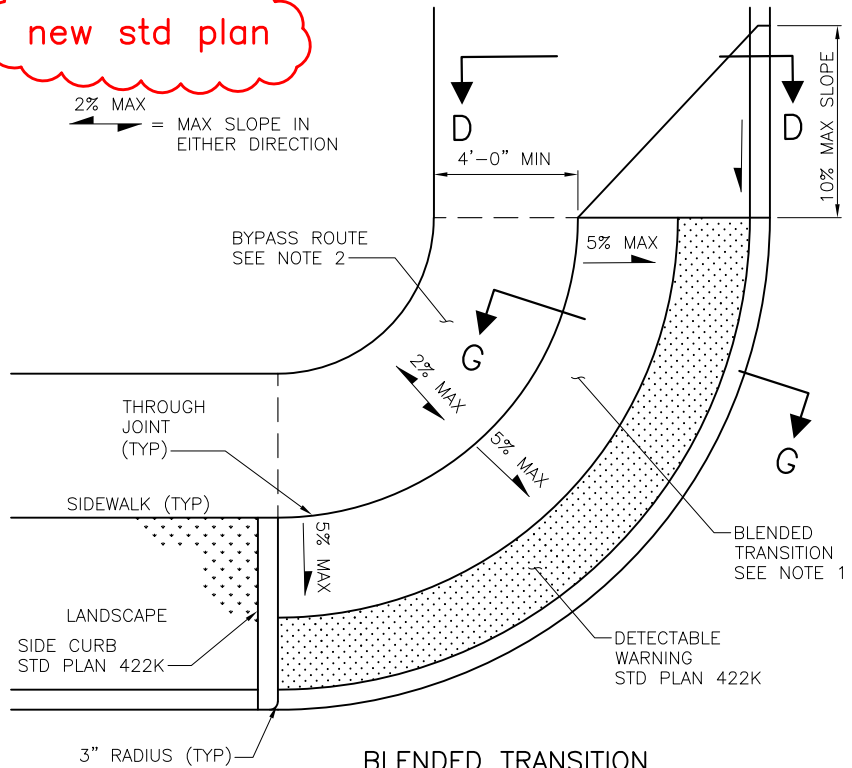 new std plan
2% MAX
= MAX SLOPE IN
EITHER DIRECTION
D
D
4'-0" MIN
10% MAX SLOPE
BYPASS ROUTE
SEE NOTE 2
5% MAX
G
2% MAX
THROUGH
JOINT
(TYP)
5% MAX
G
SIDEWALK (TYP)
5% MAX
BLENDED
TRANSITION
SEE NOTE 1
LANDSCAPE
SIDE CURB
STD PLAN 422K
DETECTABLE
WARNING
STD PLAN 422K
3" RADIUS (TYP)
BLENDED TRANSITION